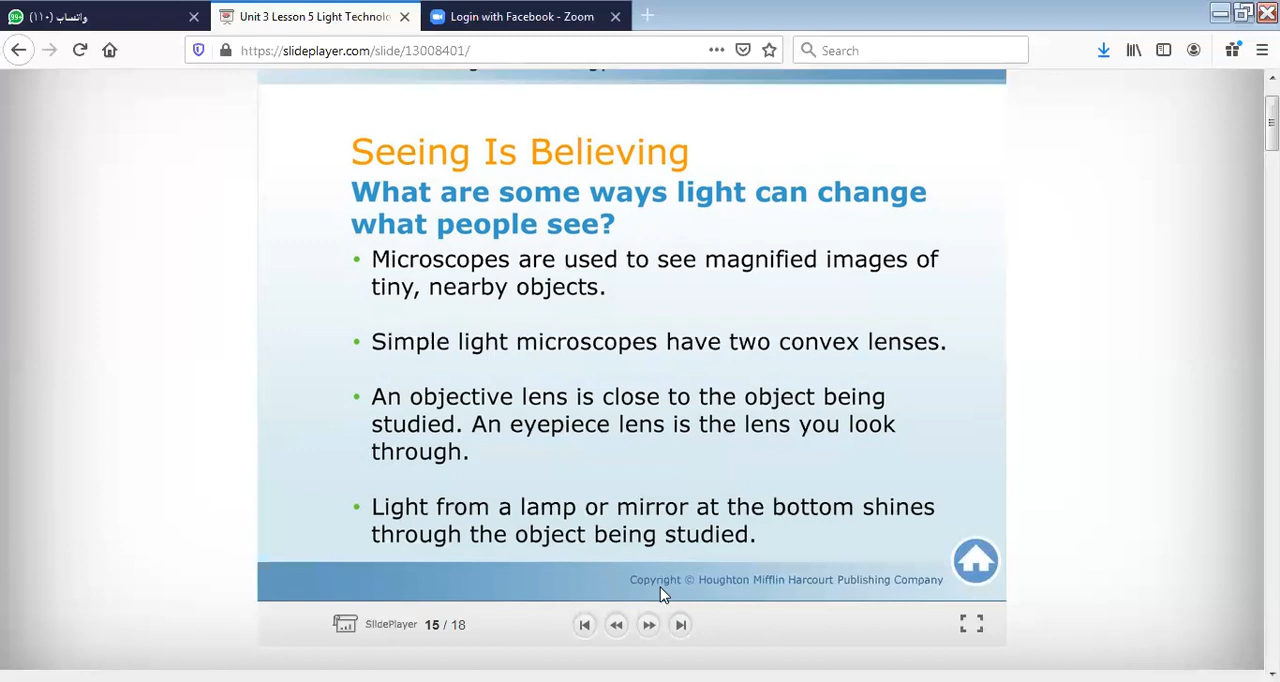 99+
واتساب (١١٠)
Unit 3 Lesson 5 Light Technolo
Login with Facebook - Zoom
https://slideplayer.com/slide/13008401/
Search
Seeing Is Believing
What are some ways light can change
what people see?
• Microscopes are used to see magnified images of
tiny, nearby objects.
• Simple light microscopes have two convex lenses.
• An objective lens is close to the object being
studied. An eyepiece lens is the lens you look
through.
• Light from a lamp or mirror at the bottom shines
through the object being studied.
Copyright © Houghton Mifflin Harcourt Publishing Company
SlidePlayer 15 / 18